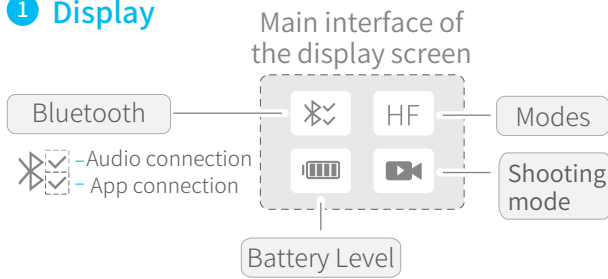 1 Display
Main interface of
the display screen
Bluetooth
HF
Modes
Audio connection
App connection
Shooting
mode
Battery Level